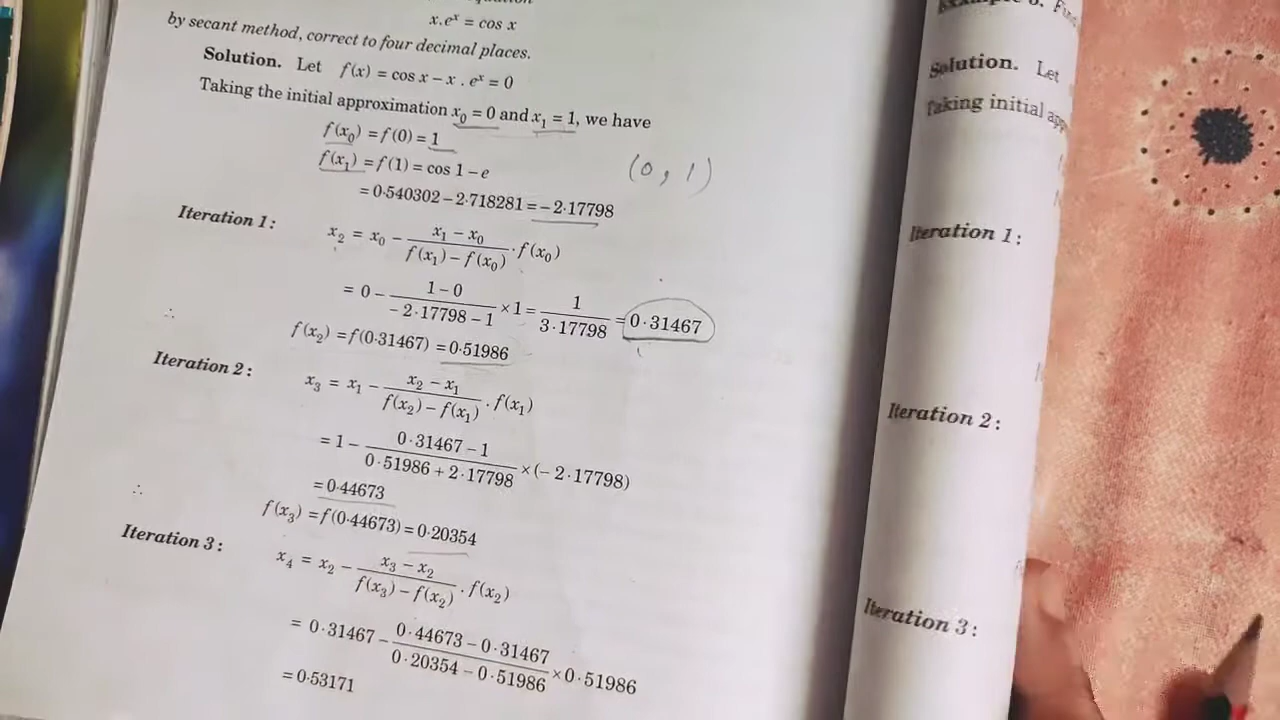 x.eˣ = cos x
by secant method, correct to four decimal places.
Solution. Let f(x) = cos x – x . eˣ = 0
Taking the initial approximation x₀ = 0 and x₁ = 1, we have
f(x₀) = f(0) = 1
f(x₁) = f(1) = cos 1 – e
(0, 1)
= 0·540302 – 2·718281 = – 2·17798
Iteration 1: x₂ = x₀ – (x₁ – x₀)/(f(x₁) – f(x₀)) · f(x₀)
= 0 – (1 – 0)/(– 2·17798 – 1) × 1 = 1/(3·17798) = 0·31467
∴ f(x₂) = f(0·31467) = 0·51986
Iteration 2: x₃ = x₁ – (x₂ – x₁)/(f(x₂) – f(x₁)) · f(x₁)
= 1 – (0·31467 – 1)/(0·51986 + 2·17798) × (– 2·17798)
= 0·44673
∴ f(x₃) = f(0·44673) = 0·20354
Iteration 3: x₄ = x₂ – (x₃ – x₂)/(f(x₃) – f(x₂)) · f(x₂)
= 0·31467 – (0·44673 – 0·31467)/(0·20354 – 0·51986) × 0·51986
= 0·53171
Solution. Let
Taking initial
Iteration 1:
Iteration 2:
Iteration 3: